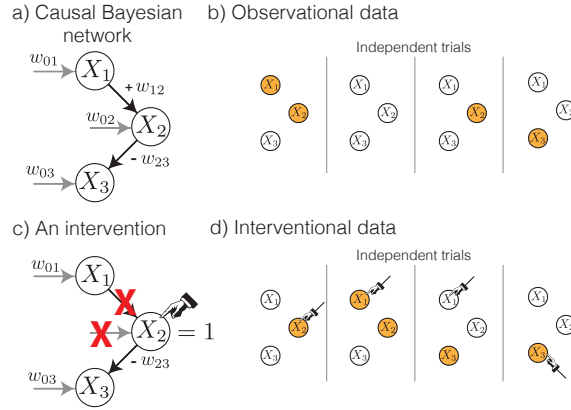 a) Causal Bayesian
network
w₀₁
X₁
+ w₁₂
w₀₂
X₂
w₀₃
- w₂₃
X₃
b) Observational data
Independent trials
X₁
X₂
X₃
X₁
X₂
X₃
X₁
X₂
X₃
X₁
X₂
X₃
c) An intervention
w₀₁
X₁
X
X
X₂ = 1
w₀₃
- w₂₃
X₃
d) Interventional data
Independent trials
X₁
X₂
X₃
X₁
X₂
X₃
X₁
X₂
X₃
X₁
X₂
X₃